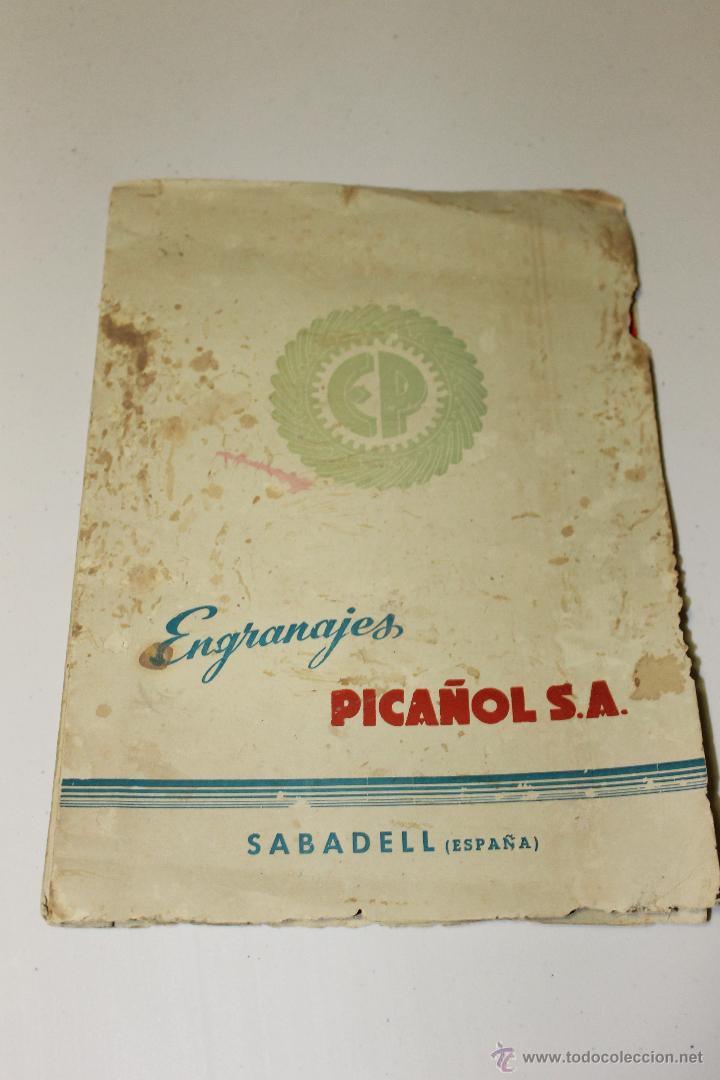 EP
Engranajes
PICAÑOL S.A.
SABADELL (ESPAÑA)
www.todocoleccion.net